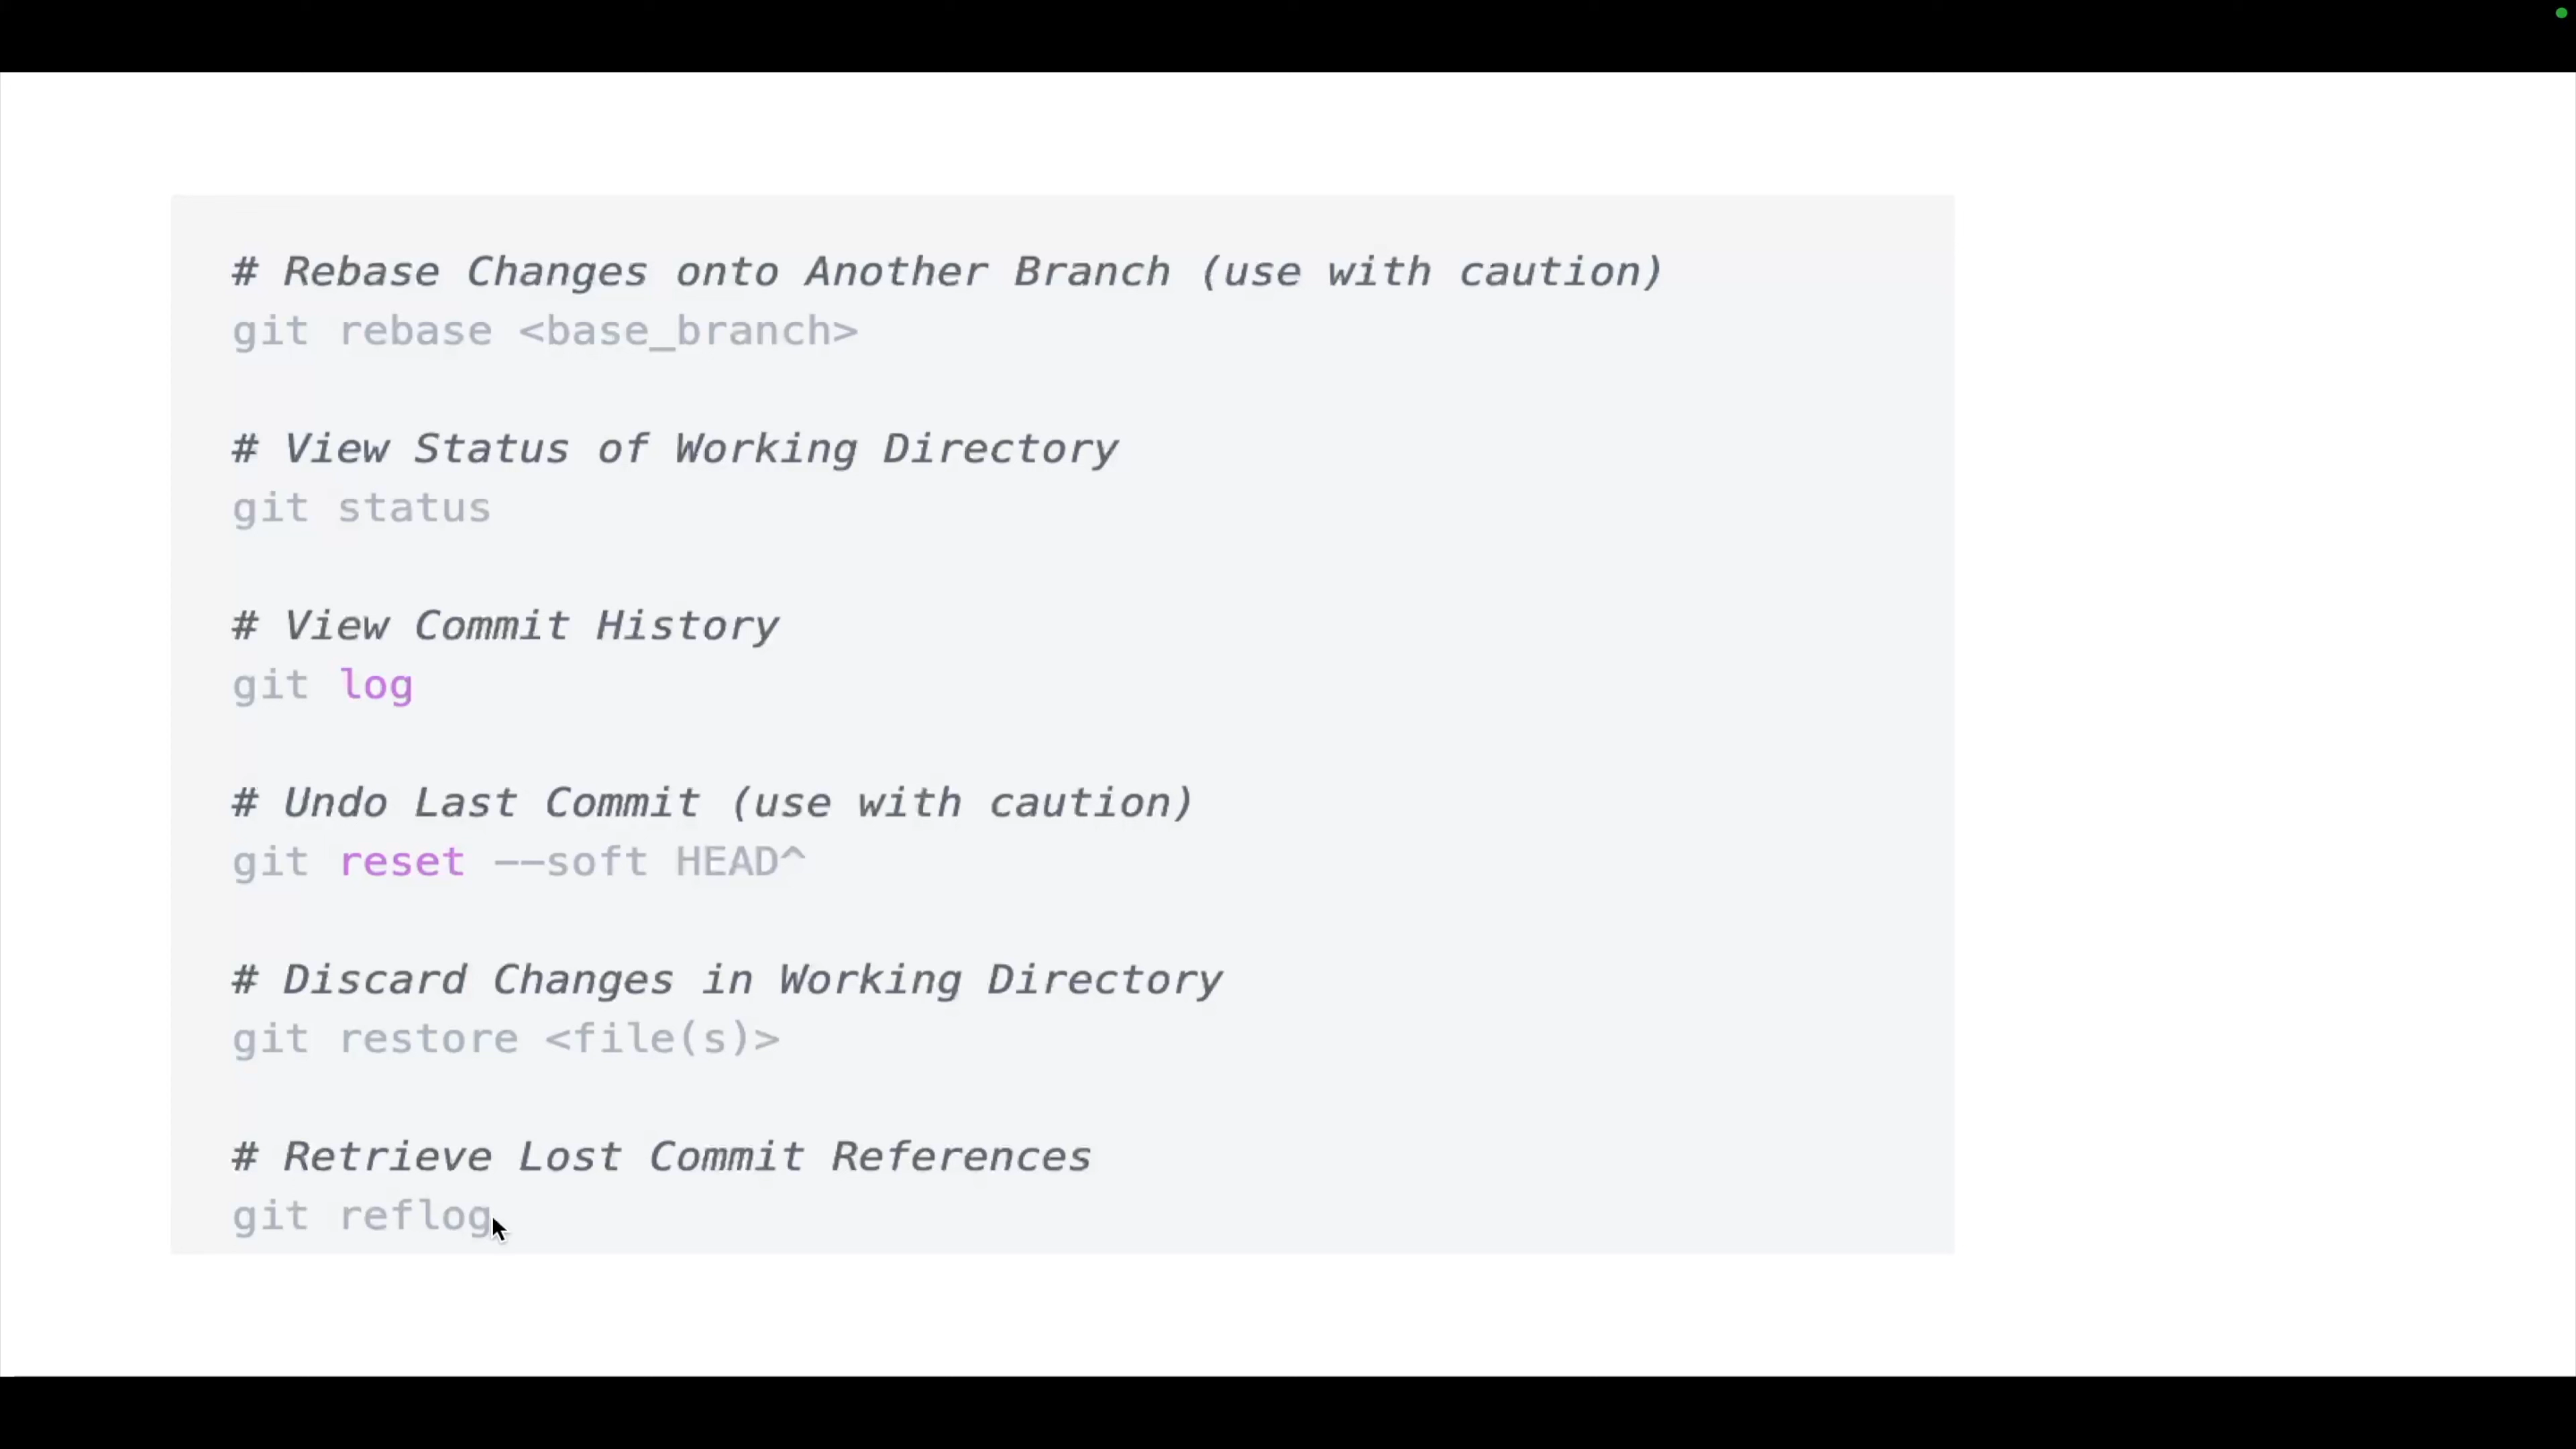 # Rebase Changes onto Another Branch (use with caution)
git rebase <base_branch>
# View Status of Working Directory
git status
# View Commit History
git log
# Undo Last Commit (use with caution)
git reset --soft HEAD^
# Discard Changes in Working Directory
git restore <file(s)>
# Retrieve Lost Commit References
git reflog